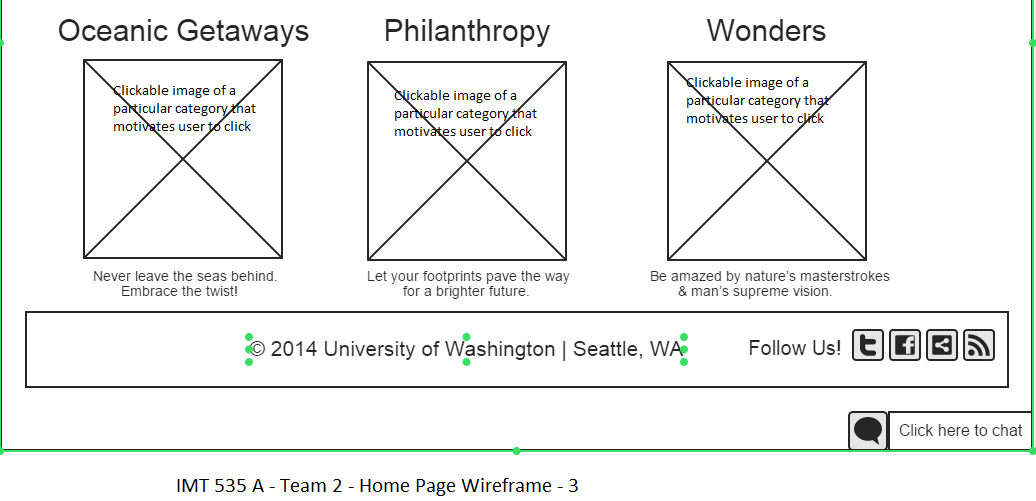 Oceanic Getaways
Philanthropy
Wonders
Clickable image of a
particular category that
motivates user to click
Clickable image of a
particular category that
motivates user to click
Clickable image of a
particular category that
motivates user to click
Never leave the seas behind.
Embrace the twist!
Let your footprints pave the way
for a brighter future.
Be amazed by nature’s masterstrokes
& man’s supreme vision.
© 2014 University of Washington | Seattle, WA
Follow Us!
Click here to chat
IMT 535 A - Team 2 - Home Page Wireframe - 3